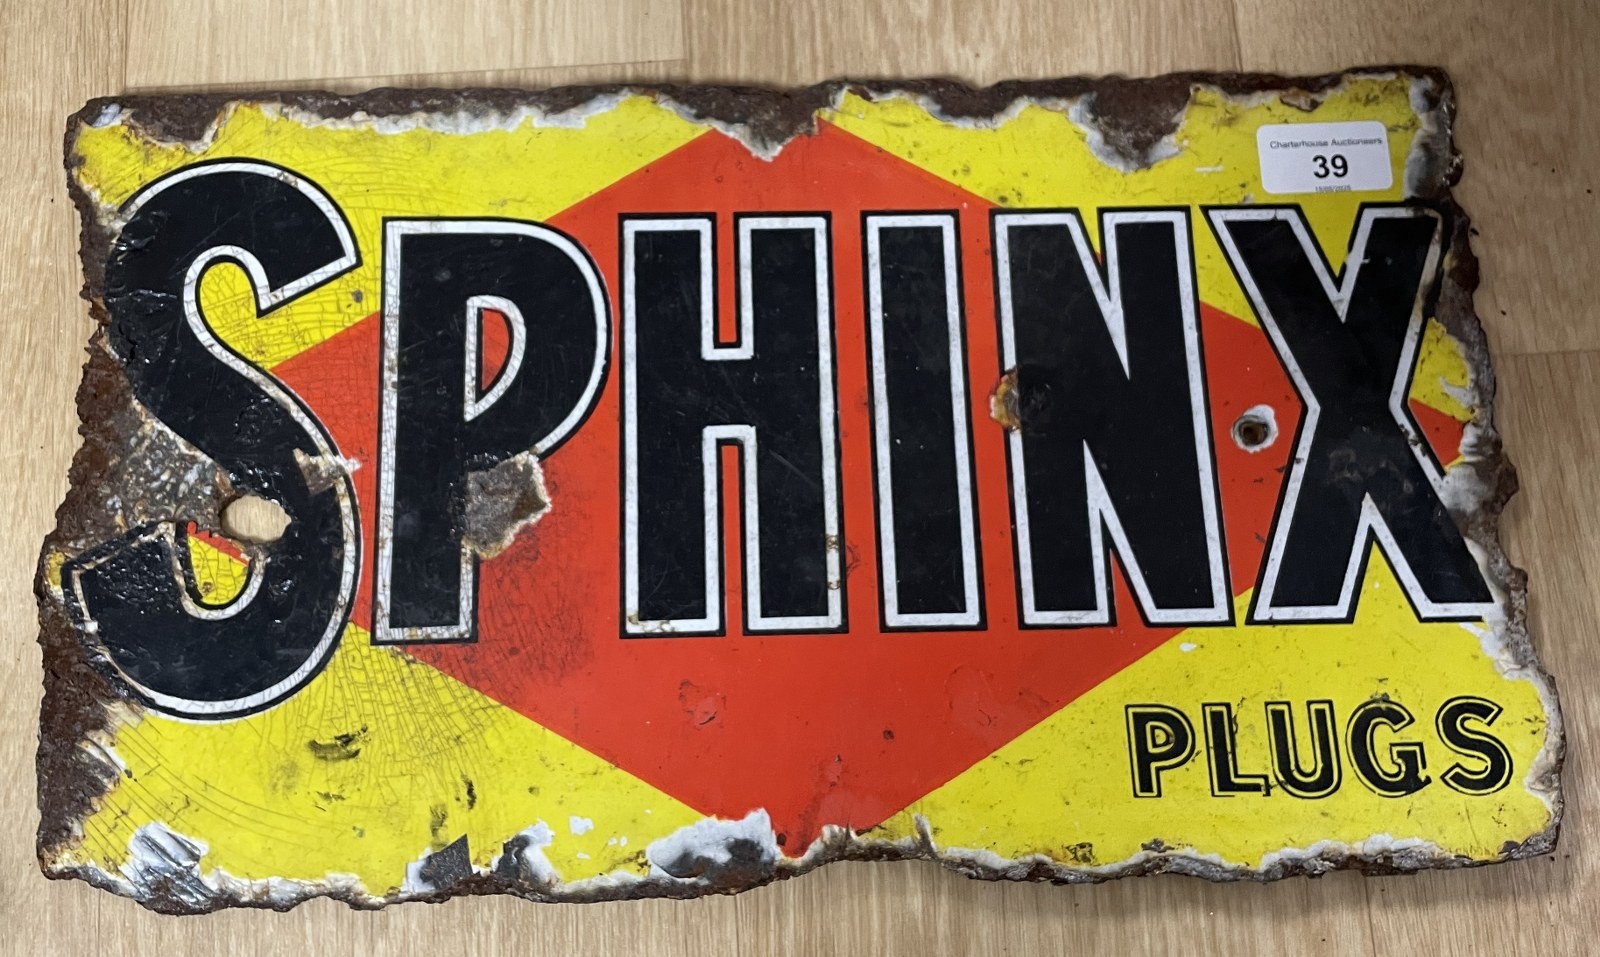 Charterhouse Auctioneers
39
SPHINX
PLUGS